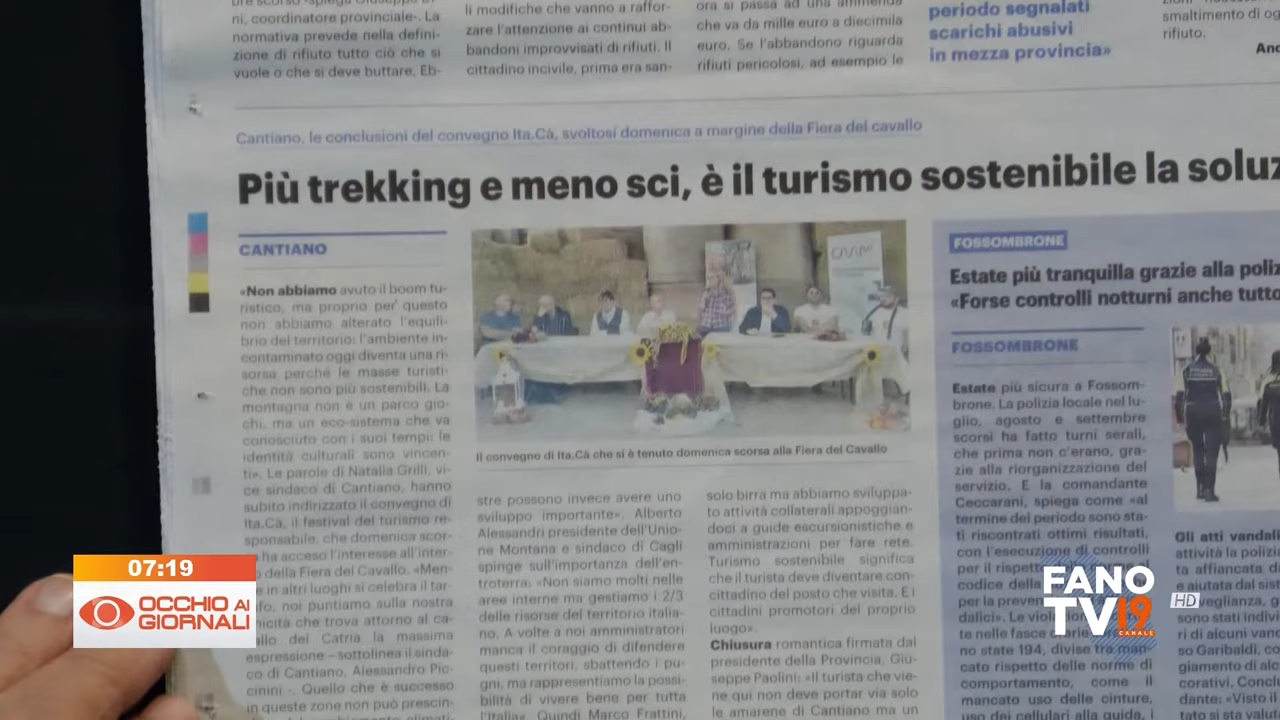 ni, coordinatore provinciale-. La
normativa prevede nella defini-
zione di rifiuto tutto ciò che si
vuole o che si deve buttare. Eb-
li modifiche che vanno a raffor-
zare l'attenzione ai continui ab-
bandoni improvvisati di rifiuti. Il
cittadino incivile, prima era san-
ora si passa ad una ammenda
che va da mille euro a diecimila
euro. Se l'abbandono riguarda
rifiuti pericolosi, ad esempio le
periodo segnalati
scarichi abusivi
in mezza provincia»
smaltimento di og
rifiuto.
Cantiano, le conclusioni del convegno Ita.Cà, svoltosi domenica a margine della Fiera del cavallo
Più trekking e meno sci, è il turismo sostenibile la soluz
CANTIANO
«Non abbiamo avuto il boom tu-
ristico, ma proprio per questo
non abbiamo alterato l'equili-
brio del territorio: l'ambiente in-
contaminato oggi diventa una ri-
sorsa perché le masse turisti-
che non sono più sostenibili. La
montagna non è un parco gio-
chi, ma un eco-sistema che va
conosciuto con i suoi tempi: le
identità culturali sono vincen-
ti». Le parole di Natalia Grilli, vi-
ce sindaco di Cantiano, hanno
subito indirizzato il convegno di
Ita.Cà, il festival del turismo re-
sponsabile, che domenica scor-
ha acceso l'interesse all'inter-
della Fiera del Cavallo. «Men-
e in altri luoghi si celebra il tar-
fo, noi puntiamo sulla nostra
icità che trova attorno al ca-
allo del Catria la massima
espressione – sottolinea il sinda-
co di Cantiano, Alessandro Pic-
cinini -. Quello che è successo
in queste zone non può prescin-
Il convegno di Ita.Cà che si è tenuto domenica scorsa alla Fiera del Cavallo
stre possono invece avere uno
sviluppo importante». Alberto
Alessandri presidente dell'Unio-
ne Montana e sindaco di Cagli
spinge sull'importanza dell'en-
troterra: «Non siamo molti nelle
aree interne ma gestiamo i 2/3
delle risorse del territorio italia-
no. A volte a noi amministratori
manca il coraggio di difendere
questi territori, sbattendo i pu-
gni, ma rappresentiamo la possi-
bilità di vivere bene per tutta
l'Italia». Quindi Marco Frattini,
solo birra ma abbiamo sviluppa-
to attività collaterali appoggian-
doci a guide escursionistiche e
amministrazioni per fare rete.
Turismo sostenibile significa
che il turista deve diventare con-
cittadino del posto che visita. E i
cittadini promotori del proprio
luogo».
Chiusura romantica firmata dal
presidente della Provincia, Giu-
seppe Paolini: «Il turista che vie-
ne qui non deve portar via solo
le amarene di Cantiano ma un
FOSSOMBRONE
Estate più tranquilla grazie alla poliz
«Forse controlli notturni anche tutto
FOSSOMBRONE
Estate più sicura a Fossom-
brone. La polizia locale nel lu-
glio, agosto e settembre
scorsi ha fatto turni serali,
che prima non c'erano, gra-
zie alla riorganizzazione del
servizio. E la comandante
Ceccarani, spiega come «al
termine del periodo sono sta-
ti riscontrati ottimi risultati,
con l'esecuzione di controlli
per il rispetto
codice della
per la preven
dalici». Le viol
te nelle fasce
no state 194, divise tra man-
cato rispetto delle norme di
comportamento, come il
mancato uso delle cinture,
uso dei cellulari alla guida, i
Gli atti vandali
attività la polizi
ta affiancata d
e aiutata dal sis
veglianza, g
sono stati indivi
ri di alcuni van
so Garibaldi, co
giamento di alc
corativi. Conclu
dante: «Visto il
07:19
OCCHIO AI
GIORNALI
FANO
TV 19
CANALE
HD